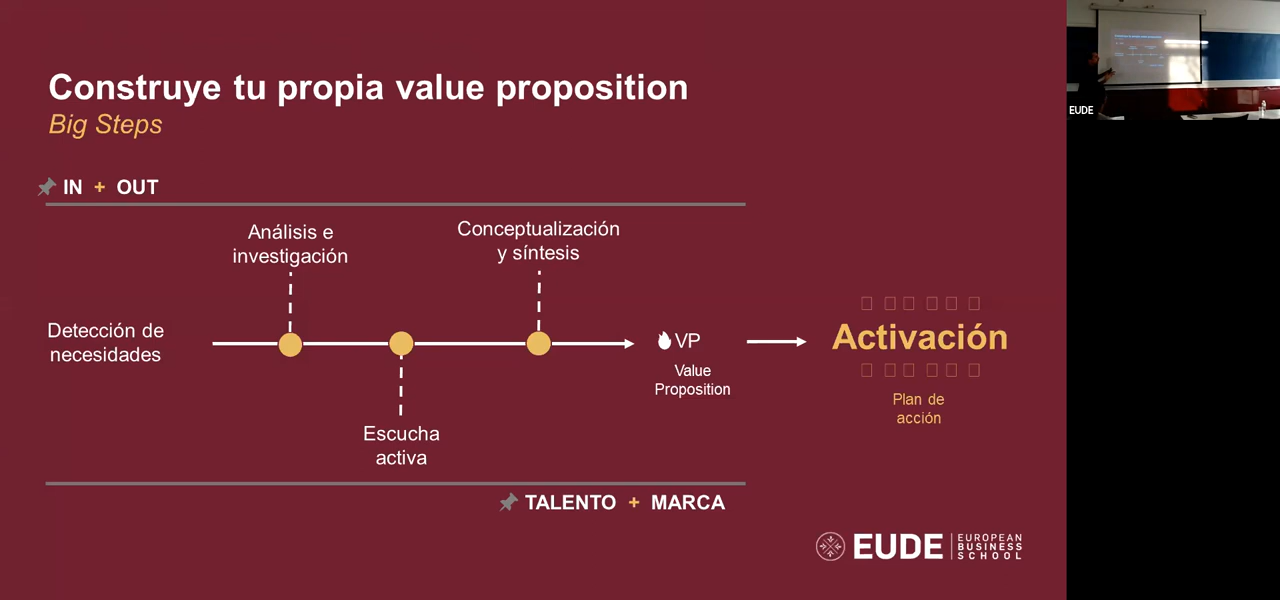 Construye tu propia value proposition
Big Steps
IN + OUT
Análisis e
investigación
Conceptualización
y síntesis
Detección de
necesidades
VP
Value
Proposition
Activación
Plan de
acción
Escucha
activa
TALENTO + MARCA
EUDE
EUROPEAN
BUSINESS
SCHOOL
EUDE